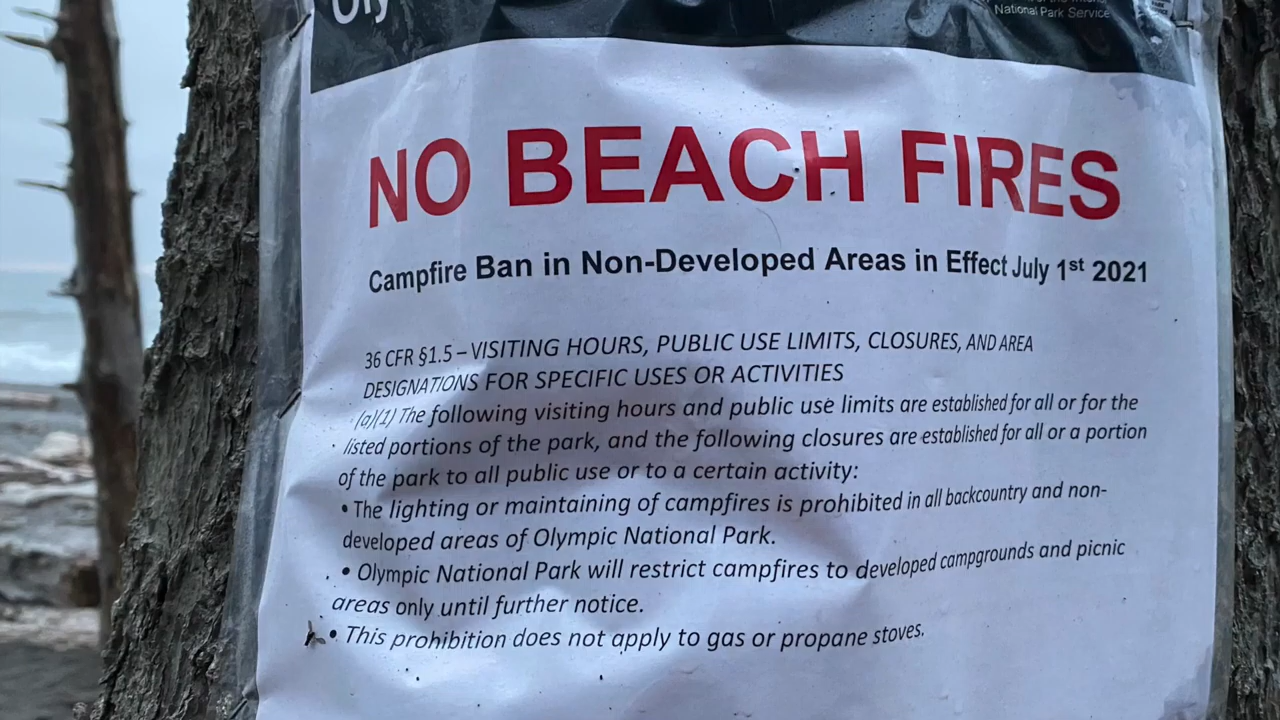 Oly
National Park Service
NO BEACH FIRES
Campfire Ban in Non-Developed Areas in Effect July 1st 2021
36 CFR §1.5 – VISITING HOURS, PUBLIC USE LIMITS, CLOSURES, AND AREA
DESIGNATIONS FOR SPECIFIC USES OR ACTIVITIES
(a)(1) The following visiting hours and public use limits are established for all or for the
listed portions of the park, and the following closures are established for all or a portion
of the park to all public use or to a certain activity:
• The lighting or maintaining of campfires is prohibited in all backcountry and non-
developed areas of Olympic National Park.
• Olympic National Park will restrict campfires to developed campgrounds and picnic
areas only until further notice.
• This prohibition does not apply to gas or propane stoves.